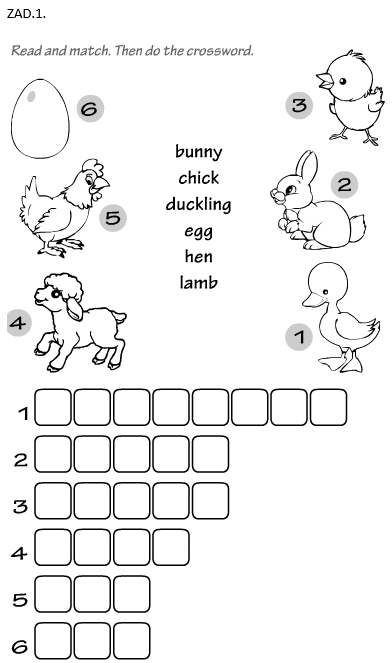 ZAD.1.
Read and match. Then do the crossword.
6
3
bunny
chick
2
duckling
5
egg
hen
lamb
4
1
1
2
3
4
5
6